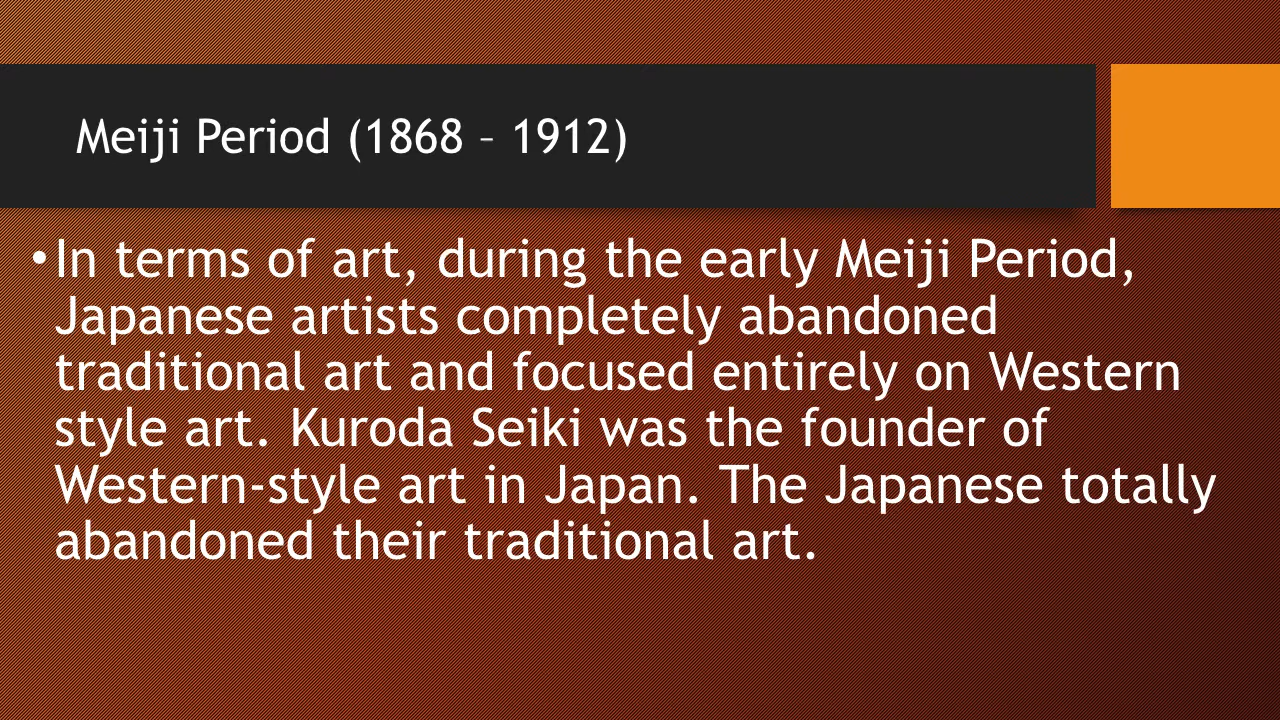 Meiji Period (1868 – 1912)
•In terms of art, during the early Meiji Period,
Japanese artists completely abandoned
traditional art and focused entirely on Western
style art. Kuroda Seiki was the founder of
Western-style art in Japan. The Japanese totally
abandoned their traditional art.